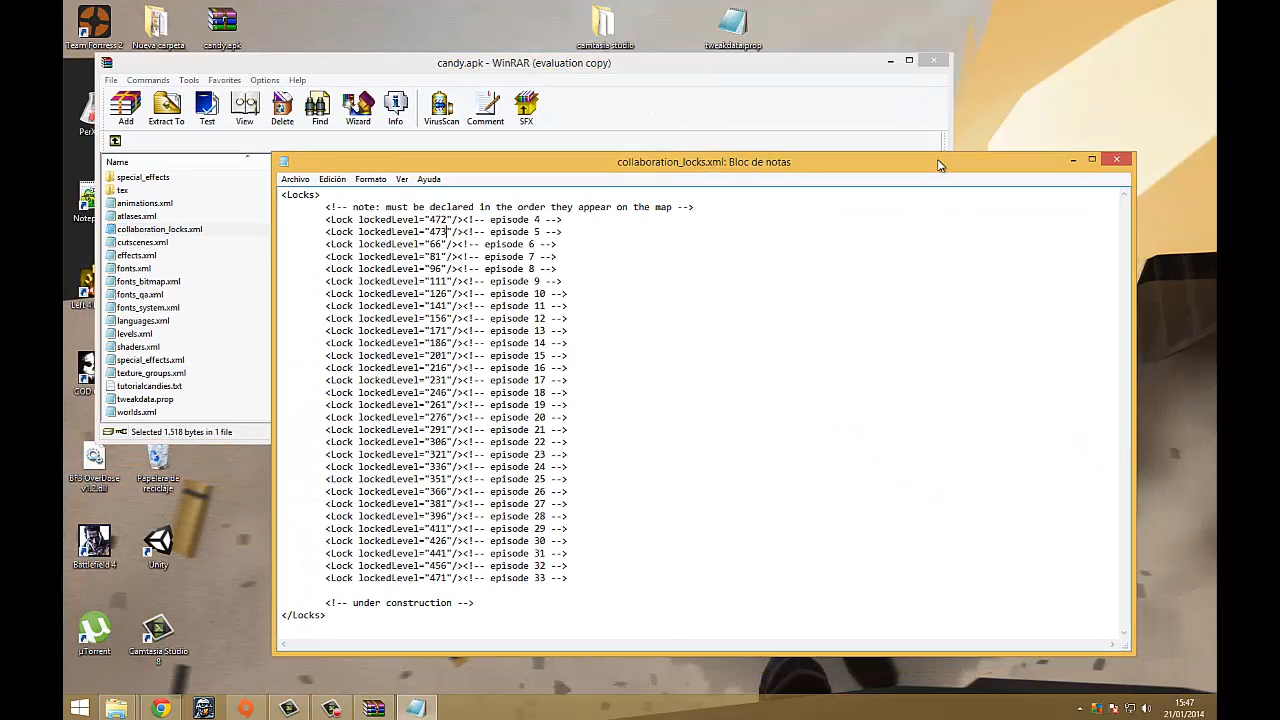 Team Fortress 2
Nueva carpeta
candy.apk
camtasia studio
tweakdata.prop
candy.apk - WinRAR (evaluation copy)
File Commands Tools Favorites Options Help
Add Extract To Test View Delete Find Wizard Info VirusScan Comment SFX
Name
special_effects
tex
animations.xml
atlases.xml
collaboration_locks.xml
cutscenes.xml
effects.xml
fonts.xml
fonts_bitmap.xml
fonts_qa.xml
fonts_system.xml
languages.xml
levels.xml
shaders.xml
special_effects.xml
texture_groups.xml
tutorialcandies.txt
tweakdata.prop
worlds.xml
Selected 1.518 bytes in 1 file
collaboration_locks.xml: Bloc de notas
Archivo Edición Formato Ver Ayuda
<Locks>
<!-- note: must be declared in the order they appear on the map -->
<Lock lockedLevel="472"/><!-- episode 4 -->
<Lock lockedLevel="473"/><!-- episode 5 -->
<Lock lockedLevel="66"/><!-- episode 6 -->
<Lock lockedLevel="81"/><!-- episode 7 -->
<Lock lockedLevel="96"/><!-- episode 8 -->
<Lock lockedLevel="111"/><!-- episode 9 -->
<Lock lockedLevel="126"/><!-- episode 10 -->
<Lock lockedLevel="141"/><!-- episode 11 -->
<Lock lockedLevel="156"/><!-- episode 12 -->
<Lock lockedLevel="171"/><!-- episode 13 -->
<Lock lockedLevel="186"/><!-- episode 14 -->
<Lock lockedLevel="201"/><!-- episode 15 -->
<Lock lockedLevel="216"/><!-- episode 16 -->
<Lock lockedLevel="231"/><!-- episode 17 -->
<Lock lockedLevel="246"/><!-- episode 18 -->
<Lock lockedLevel="261"/><!-- episode 19 -->
<Lock lockedLevel="276"/><!-- episode 20 -->
<Lock lockedLevel="291"/><!-- episode 21 -->
<Lock lockedLevel="306"/><!-- episode 22 -->
<Lock lockedLevel="321"/><!-- episode 23 -->
<Lock lockedLevel="336"/><!-- episode 24 -->
<Lock lockedLevel="351"/><!-- episode 25 -->
<Lock lockedLevel="366"/><!-- episode 26 -->
<Lock lockedLevel="381"/><!-- episode 27 -->
<Lock lockedLevel="396"/><!-- episode 28 -->
<Lock lockedLevel="411"/><!-- episode 29 -->
<Lock lockedLevel="426"/><!-- episode 30 -->
<Lock lockedLevel="441"/><!-- episode 31 -->
<Lock lockedLevel="456"/><!-- episode 32 -->
<Lock lockedLevel="471"/><!-- episode 33 -->
<!-- under construction -->
</Locks>
PerX
Notep
Left 4
COD
BF3 OverDose
v1.2.dll
Papelera de
reciclaje
Battlefield 4
Unity
µTorrent
Camtasia Studio
8
15:47
21/01/2014